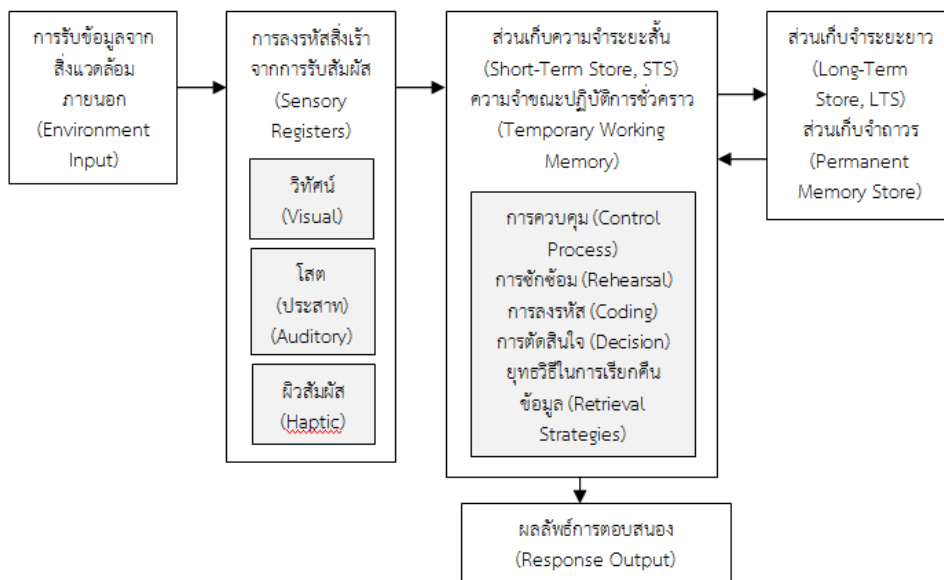 การรับข้อมูลจาก
สิ่งแวดล้อม
ภายนอก
(Environment
Input)
การลงรหัสสิ่งเร้า
จากการรับสัมผัส
(Sensory
Registers)
วิทัศน์
(Visual)
โสต
(ประสาท)
(Auditory)
ผิวสัมผัส
(Haptic)
ส่วนเก็บความจำระยะสั้น
(Short-Term Store, STS)
ความจำขณะปฏิบัติการชั่วคราว
(Temporary Working
Memory)
การควบคุม (Control
Process)
การซักซ้อม (Rehearsal)
การลงรหัส (Coding)
การตัดสินใจ (Decision)
ยุทธวิธีในการเรียกคืน
ข้อมูล (Retrieval
Strategies)
ส่วนเก็บจำระยะยาว
(Long-Term
Store, LTS)
ส่วนเก็บจำถาวร
(Permanent
Memory Store)
ผลลัพธ์การตอบสนอง
(Response Output)